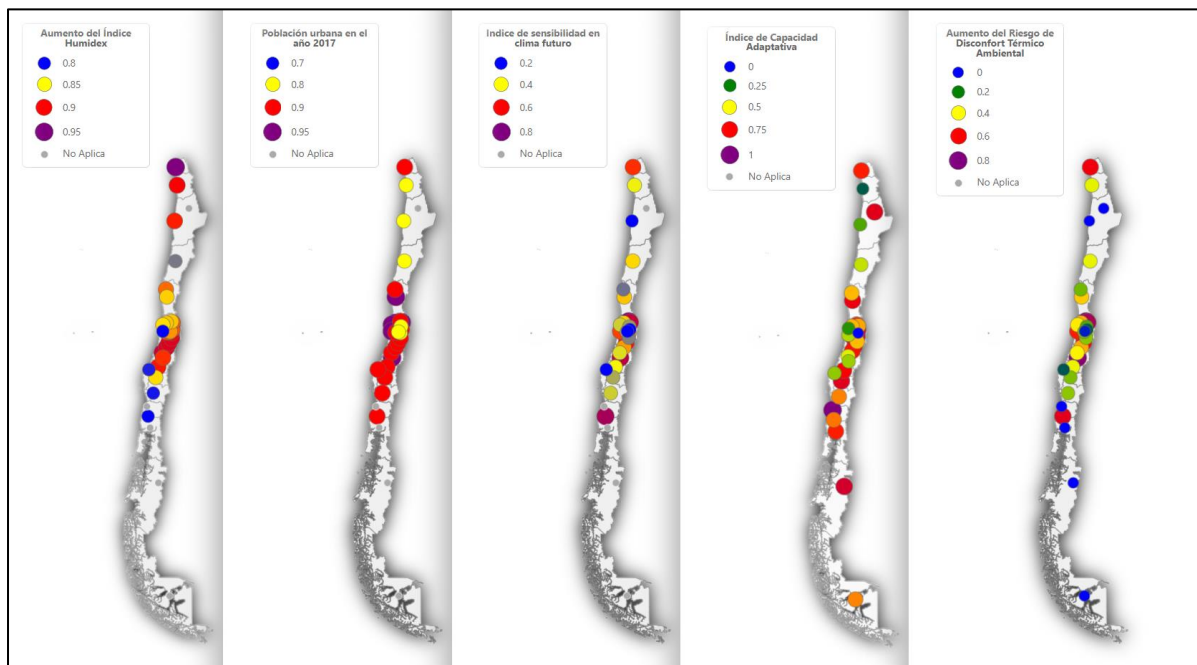 Aumento del Índice
Humidex
0.8
0.85
0.9
0.95
No Aplica
Población urbana en el
año 2017
0.7
0.8
0.9
0.95
No Aplica
Indice de sensibilidad en
clima futuro
0.2
0.4
0.6
0.8
No Aplica
Índice de Capacidad
Adaptativa
0
0.25
0.5
0.75
1
No Aplica
Aumento del Riesgo de
Disconfort Térmico
Ambiental
0
0.2
0.4
0.6
0.8
No Aplica